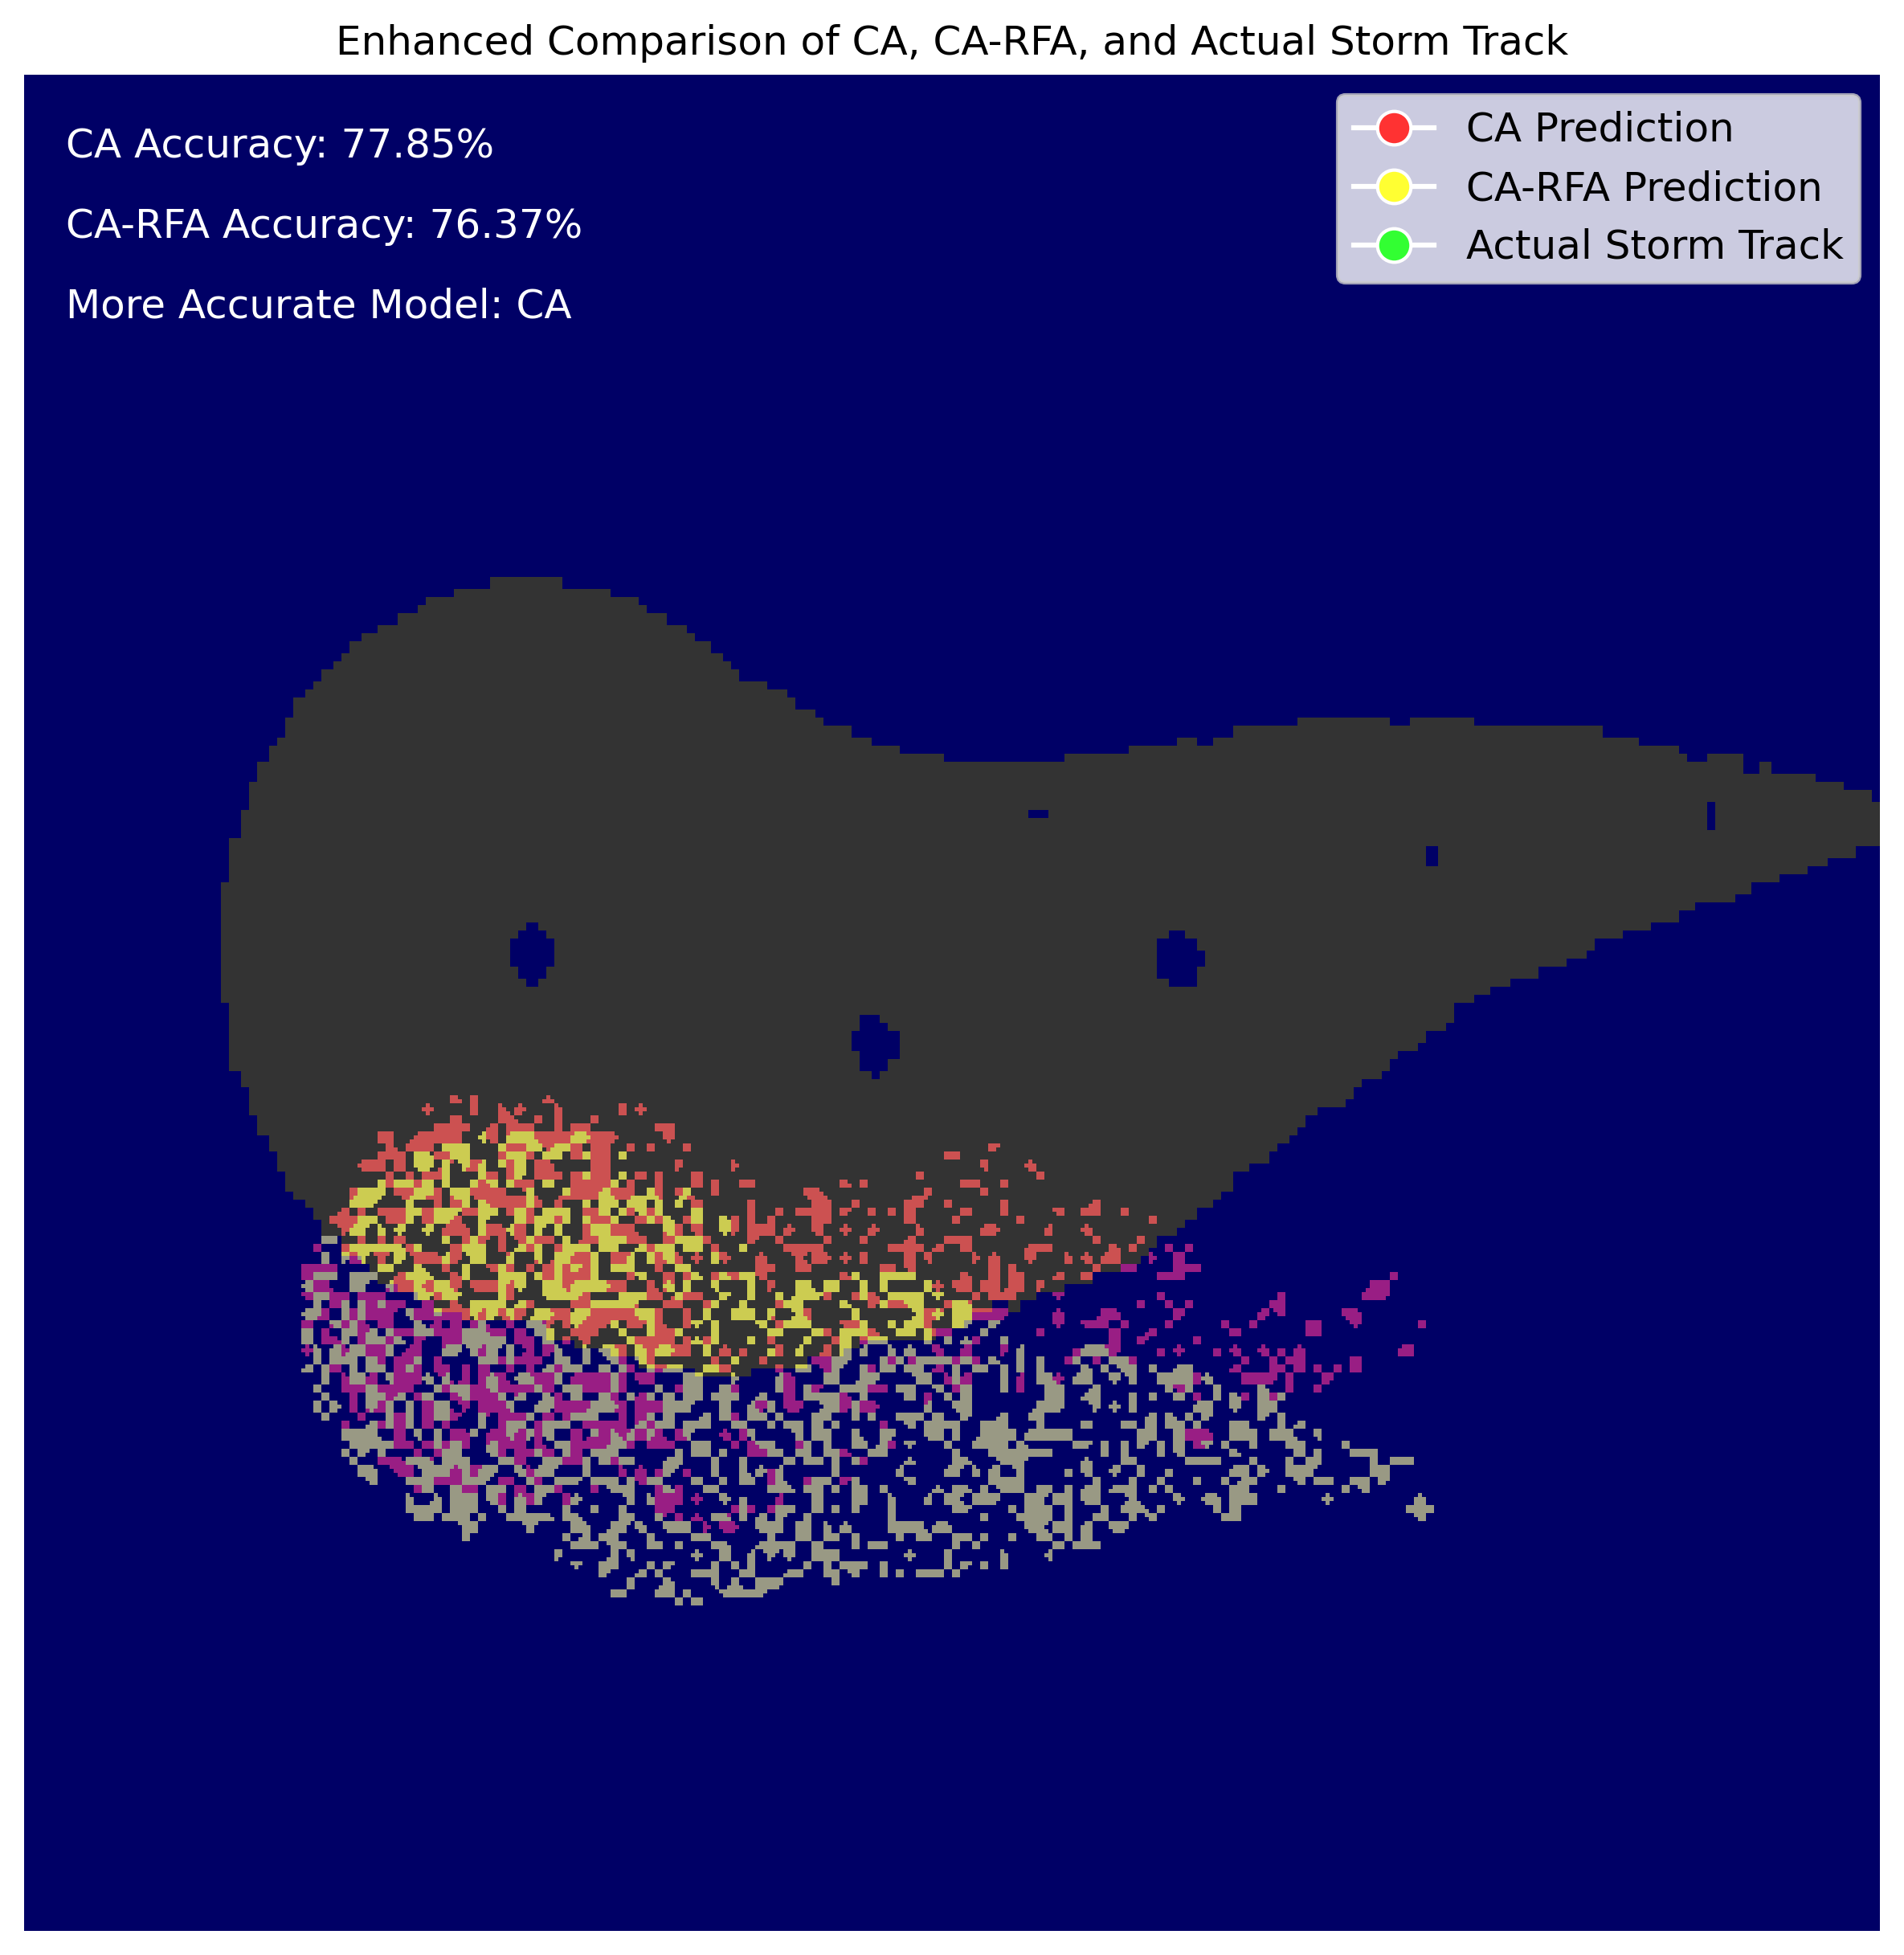 Enhanced Comparison of CA, CA-RFA, and Actual Storm Track
CA Accuracy: 77.85%
CA-RFA Accuracy: 76.37%
More Accurate Model: CA
CA Prediction
CA-RFA Prediction
Actual Storm Track